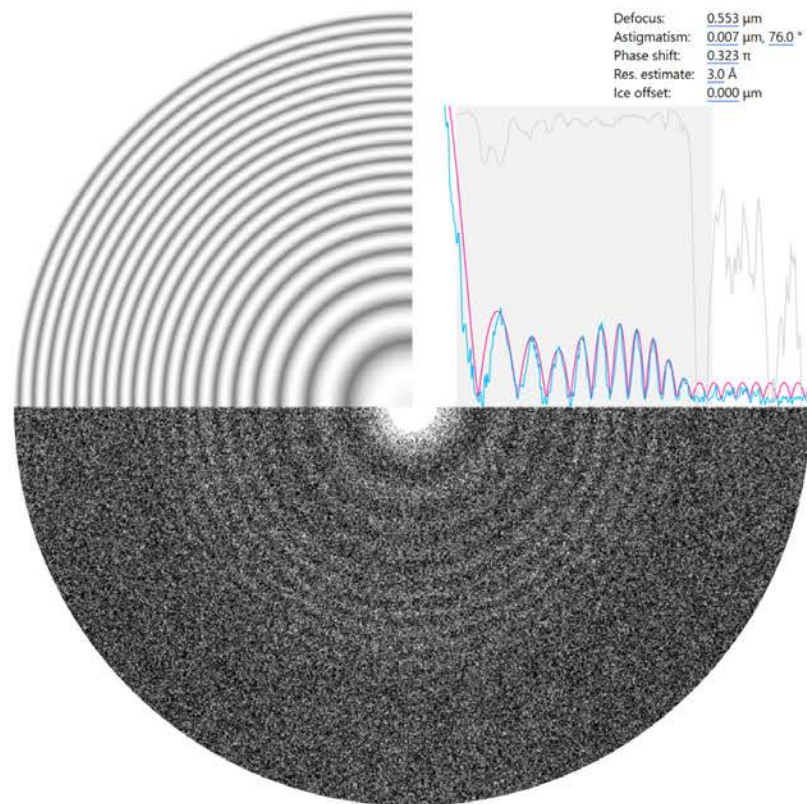 Defocus: 0.553 μm
Astigmatism: 0.007 μm, 76.0 °
Phase shift: 0.323 π
Res. estimate: 3.0 Å
Ice offset: 0.000 μm